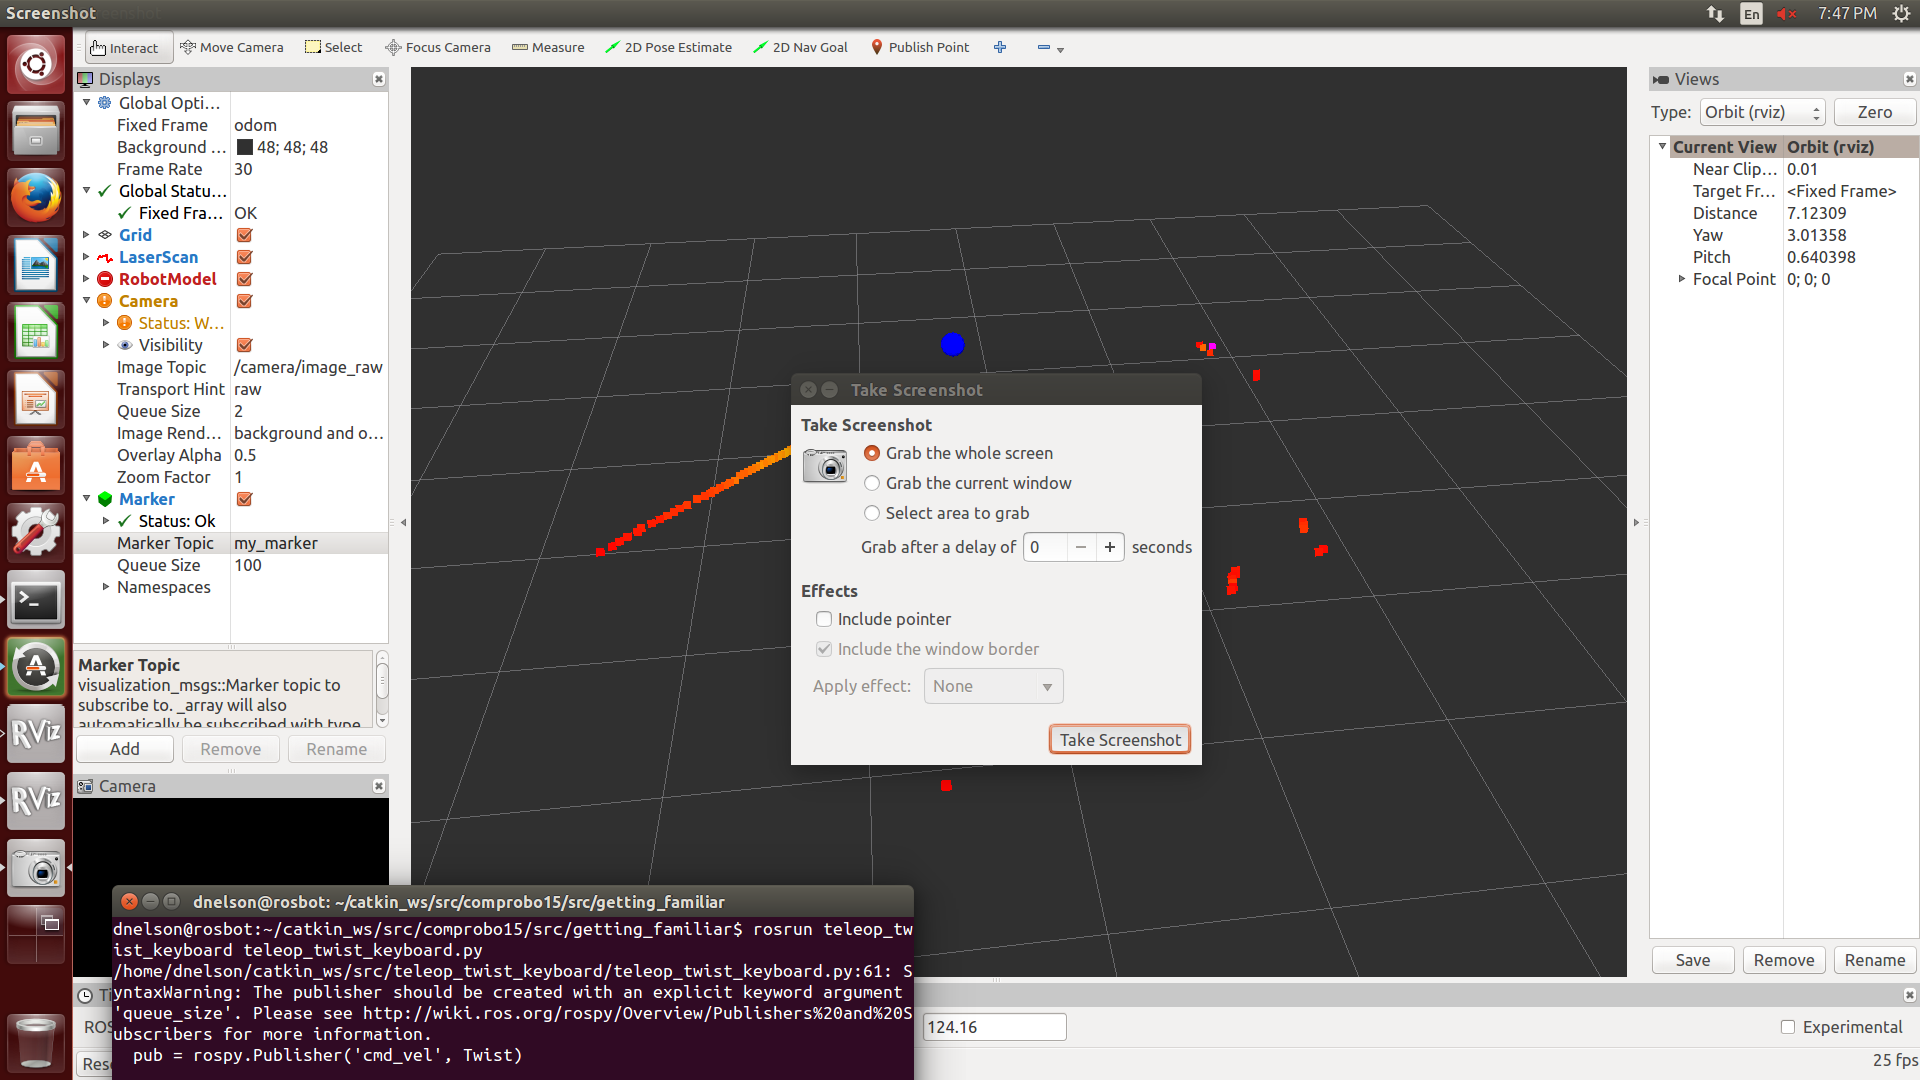 Screenshot
En
7:47 PM
Interact
Move Camera
Select
Focus Camera
Measure
2D Pose Estimate
2D Nav Goal
Publish Point
Displays
Global Opti...
Fixed Frame odom
Background ... 48; 48; 48
Frame Rate 30
Global Statu...
Fixed Fra... OK
Grid
LaserScan
RobotModel
Camera
Status: W...
Visibility
Image Topic /camera/image_raw
Transport Hint raw
Queue Size 2
Image Rend... background and o...
Overlay Alpha 0.5
Zoom Factor 1
Marker
Status: Ok
Marker Topic my_marker
Queue Size 100
Namespaces
Marker Topic
visualization_msgs::Marker topic to
subscribe to. _array will also
automatically be subscribed with type
Add Remove Rename
Camera
RViz
RViz
Take Screenshot
Take Screenshot
Grab the whole screen
Grab the current window
Select area to grab
Grab after a delay of 0 − + seconds
Effects
Include pointer
Include the window border
Apply effect: None
Take Screenshot
Views
Type: Orbit (rviz) Zero
Current View Orbit (rviz)
Near Clip... 0.01
Target Fr... <Fixed Frame>
Distance 7.12309
Yaw 3.01358
Pitch 0.640398
Focal Point 0; 0; 0
Save Remove Rename
dnelson@rosbot: ~/catkin_ws/src/comprobo15/src/getting_familiar
dnelson@rosbot:~/catkin_ws/src/comprobo15/src/getting_familiar$ rosrun teleop_tw
ist_keyboard teleop_twist_keyboard.py
/home/dnelson/catkin_ws/src/teleop_twist_keyboard/teleop_twist_keyboard.py:61: S
yntaxWarning: The publisher should be created with an explicit keyword argument
'queue_size'. Please see http://wiki.ros.org/rospy/Overview/Publishers%20and%20S
ubscribers for more information.
pub = rospy.Publisher('cmd_vel', Twist)
124.16
Experimental
25 fps